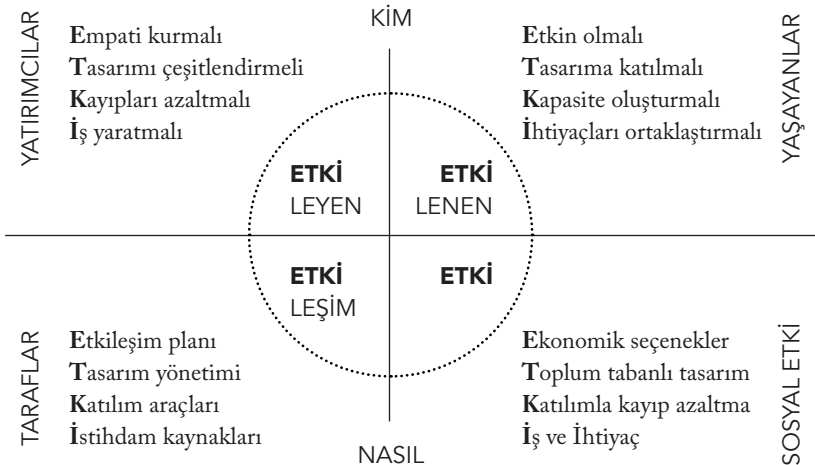 KİM
YATIRIMCILAR
Empati kurmalı
Tasarımı çeşitlendirmeli
Kayıpları azaltmalı
İş yaratmalı
Etkin olmalı
Tasarıma katılmalı
Kapasite oluşturmalı
İhtiyaçları ortaklaştırmalı
YAŞAYANLAR
ETKİ
LEYEN
ETKİ
LENEN
ETKİ
LEŞİM
ETKİ
TARAFLAR
Etkileşim planı
Tasarım yönetimi
Katılım araçları
İstihdam kaynakları
Ekonomik seçenekler
Toplum tabanlı tasarım
Katılımla kayıp azaltma
İş ve İhtiyaç
SOSYAL ETKİ
NASIL